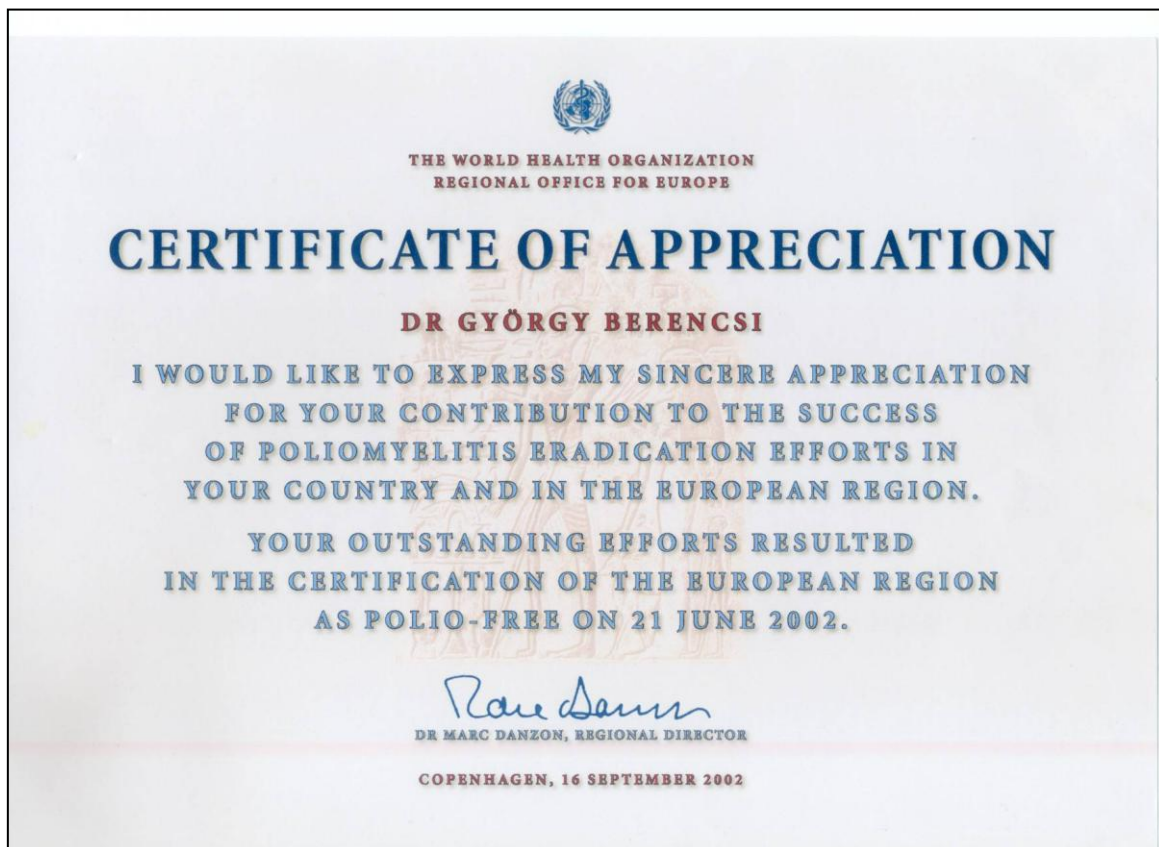 THE WORLD HEALTH ORGANIZATION
REGIONAL OFFICE FOR EUROPE
CERTIFICATE OF APPRECIATION
DR GYÖRGY BERENCSI
I WOULD LIKE TO EXPRESS MY SINCERE APPRECIATION
FOR YOUR CONTRIBUTION TO THE SUCCESS
OF POLIOMYELITIS ERADICATION EFFORTS IN
YOUR COUNTRY AND IN THE EUROPEAN REGION.
YOUR OUTSTANDING EFFORTS RESULTED
IN THE CERTIFICATION OF THE EUROPEAN REGION
AS POLIO-FREE ON 21 JUNE 2002.
DR MARC DANZON, REGIONAL DIRECTOR
COPENHAGEN, 16 SEPTEMBER 2002